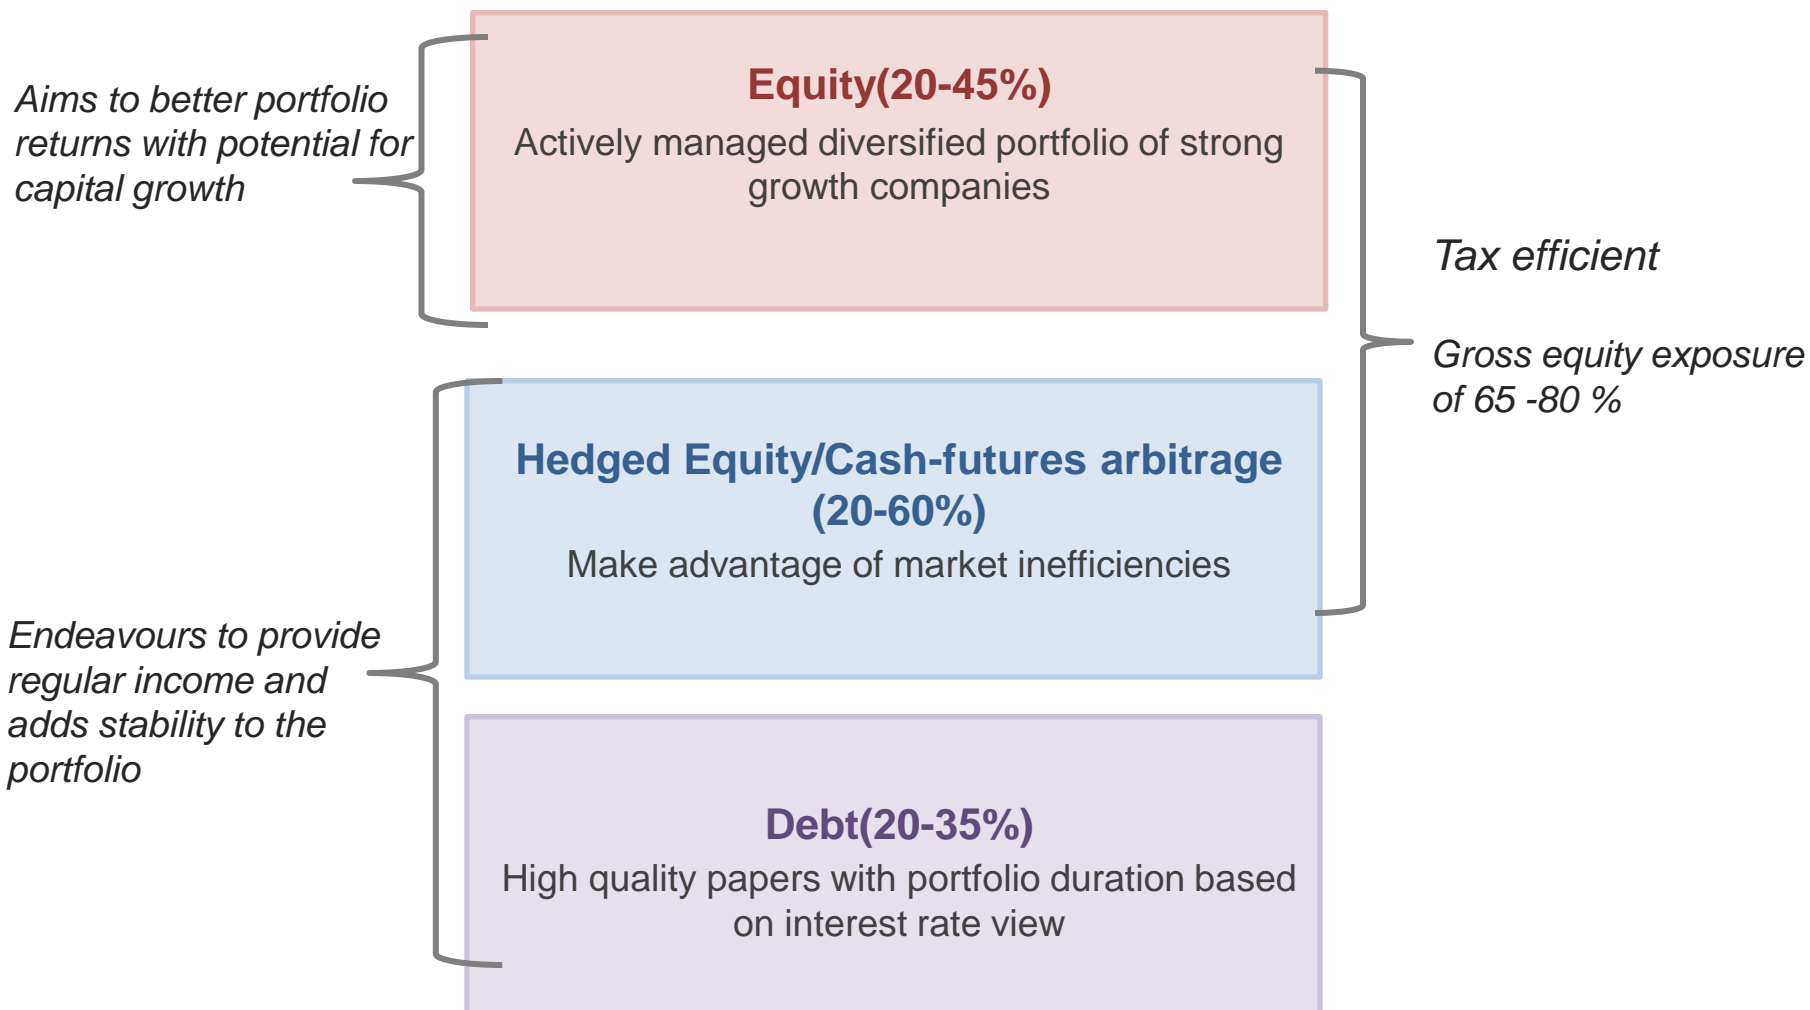 Aims to better portfolio
returns with potential for
capital growth
Equity(20-45%)
Actively managed diversified portfolio of strong
growth companies
Tax efficient
Gross equity exposure
of 65 -80 %
Hedged Equity/Cash-futures arbitrage
(20-60%)
Make advantage of market inefficiencies
Endeavours to provide
regular income and
adds stability to the
portfolio
Debt(20-35%)
High quality papers with portfolio duration based
on interest rate view